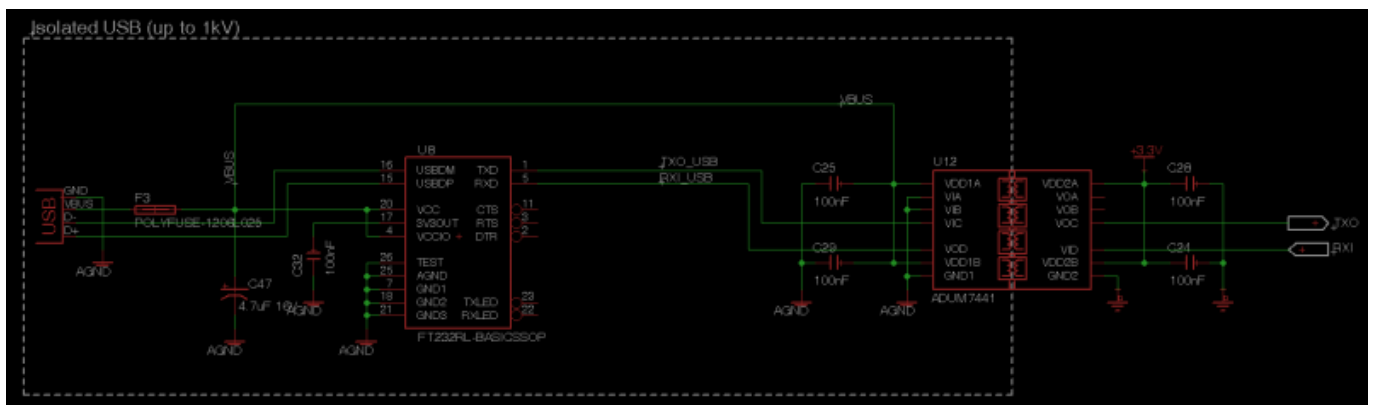 Isolated USB (up to 1kV)
VBUS
VBUS
USB
GND
VBUS
D-
D+
AGND
F3
POLYFUSE-1206L025
C47
4.7uF 16V
AGND
C32
100nF
AGND
AGND
U8
16 USBDM TXD 1
15 USBDP RXD 5
20 VCC CTS 11
17 3V3OUT RTS 3
4 VCCIO DTR 2
26 TEST
25 AGND
7 GND1
18 GND2 TXLED 23
21 GND3 RXLED 22
FT232RL-BASICSSOP
TXO_USB
RXI_USB
C25
100nF
C29
100nF
AGND
AGND
U12
VDD1A VDD2A
VIA VOA
VIB VOB
VIC VOC
VOD VID
VDD1B VDD2B
GND1 GND2
ADUM7441
+3.3V
100nF
C24
100nF
TXO
RXI